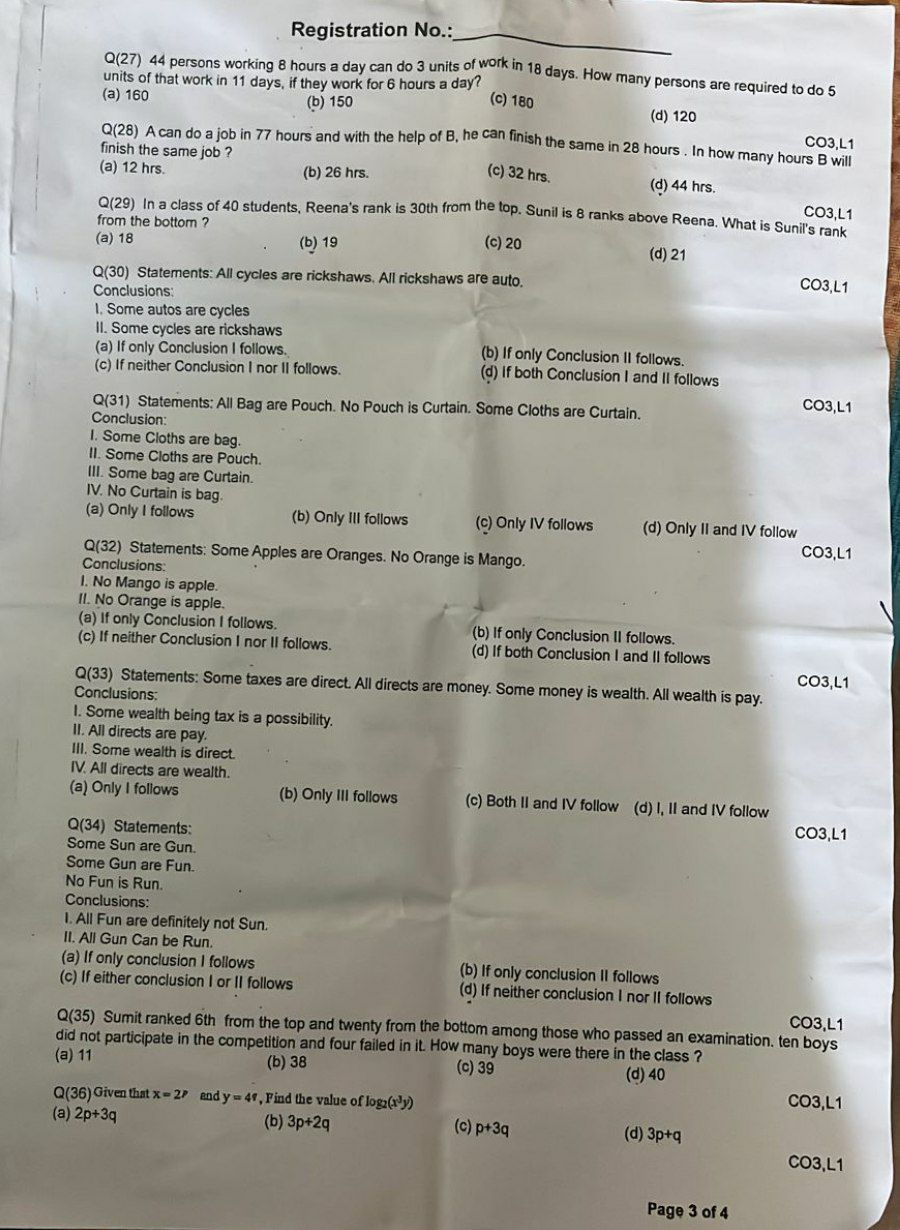 Registration No.:
Q(27) 44 persons working 8 hours a day can do 3 units of work in 18 days. How many persons are required to do 5
units of that work in 11 days, if they work for 6 hours a day?
(a) 160 (b) 150 (c) 180 (d) 120
CO3,L1
Q(28) A can do a job in 77 hours and with the help of B, he can finish the same in 28 hours . In how many hours B will
finish the same job ?
(a) 12 hrs. (b) 26 hrs. (c) 32 hrs. (d) 44 hrs.
CO3,L1
Q(29) In a class of 40 students, Reena's rank is 30th from the top. Sunil is 8 ranks above Reena. What is Sunil's rank
from the bottom ?
(a) 18 (b) 19 (c) 20 (d) 21
CO3,L1
Q(30) Statements: All cycles are rickshaws. All rickshaws are auto.
Conclusions:
I. Some autos are cycles
II. Some cycles are rickshaws
(a) If only Conclusion I follows. (b) If only Conclusion II follows.
(c) If neither Conclusion I nor II follows. (d) If both Conclusion I and II follows
CO3,L1
Q(31) Statements: All Bag are Pouch. No Pouch is Curtain. Some Cloths are Curtain.
Conclusion:
I. Some Cloths are bag.
II. Some Cloths are Pouch.
III. Some bag are Curtain.
IV. No Curtain is bag.
(a) Only I follows (b) Only III follows (c) Only IV follows (d) Only II and IV follow
CO3,L1
Q(32) Statements: Some Apples are Oranges. No Orange is Mango.
Conclusions:
I. No Mango is apple.
II. No Orange is apple.
(a) If only Conclusion I follows. (b) If only Conclusion II follows.
(c) If neither Conclusion I nor II follows. (d) If both Conclusion I and II follows
CO3,L1
Q(33) Statements: Some taxes are direct. All directs are money. Some money is wealth. All wealth is pay.
Conclusions:
I. Some wealth being tax is a possibility.
II. All directs are pay.
III. Some wealth is direct.
IV. All directs are wealth.
(a) Only I follows (b) Only III follows (c) Both II and IV follow (d) I, II and IV follow
CO3,L1
Q(34) Statements:
Some Sun are Gun.
Some Gun are Fun.
No Fun is Run.
Conclusions:
I. All Fun are definitely not Sun.
II. All Gun Can be Run.
(a) If only conclusion I follows (b) If only conclusion II follows
(c) If either conclusion I or II follows (d) If neither conclusion I nor II follows
CO3,L1
Q(35) Sumit ranked 6th from the top and twenty from the bottom among those who passed an examination. ten boys
did not participate in the competition and four failed in it. How many boys were there in the class ?
(a) 11 (b) 38 (c) 39 (d) 40
CO3,L1
Q(36) Given that x = 2ᵖ and y = 4^q, Find the value of log₂(x³y)
(a) 2p+3q (b) 3p+2q (c) p+3q (d) 3p+q
CO3,L1
Page 3 of 4